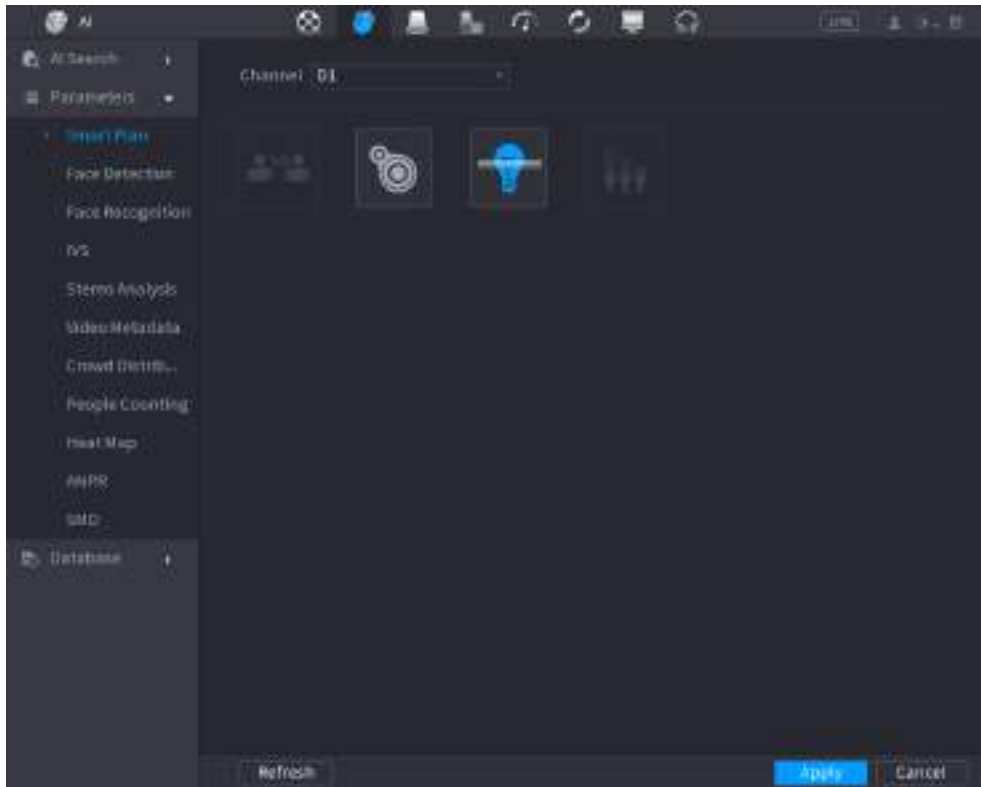 AI
LIVE
AI Search
Parameters
Smart Plan
Face Detection
Face Recognition
IVS
Stereo Analysis
Video Metadata
Crowd Distrib...
People Counting
Heat Map
ANPR
SMD
Database
Channel D1
Refresh
Apply
Cancel